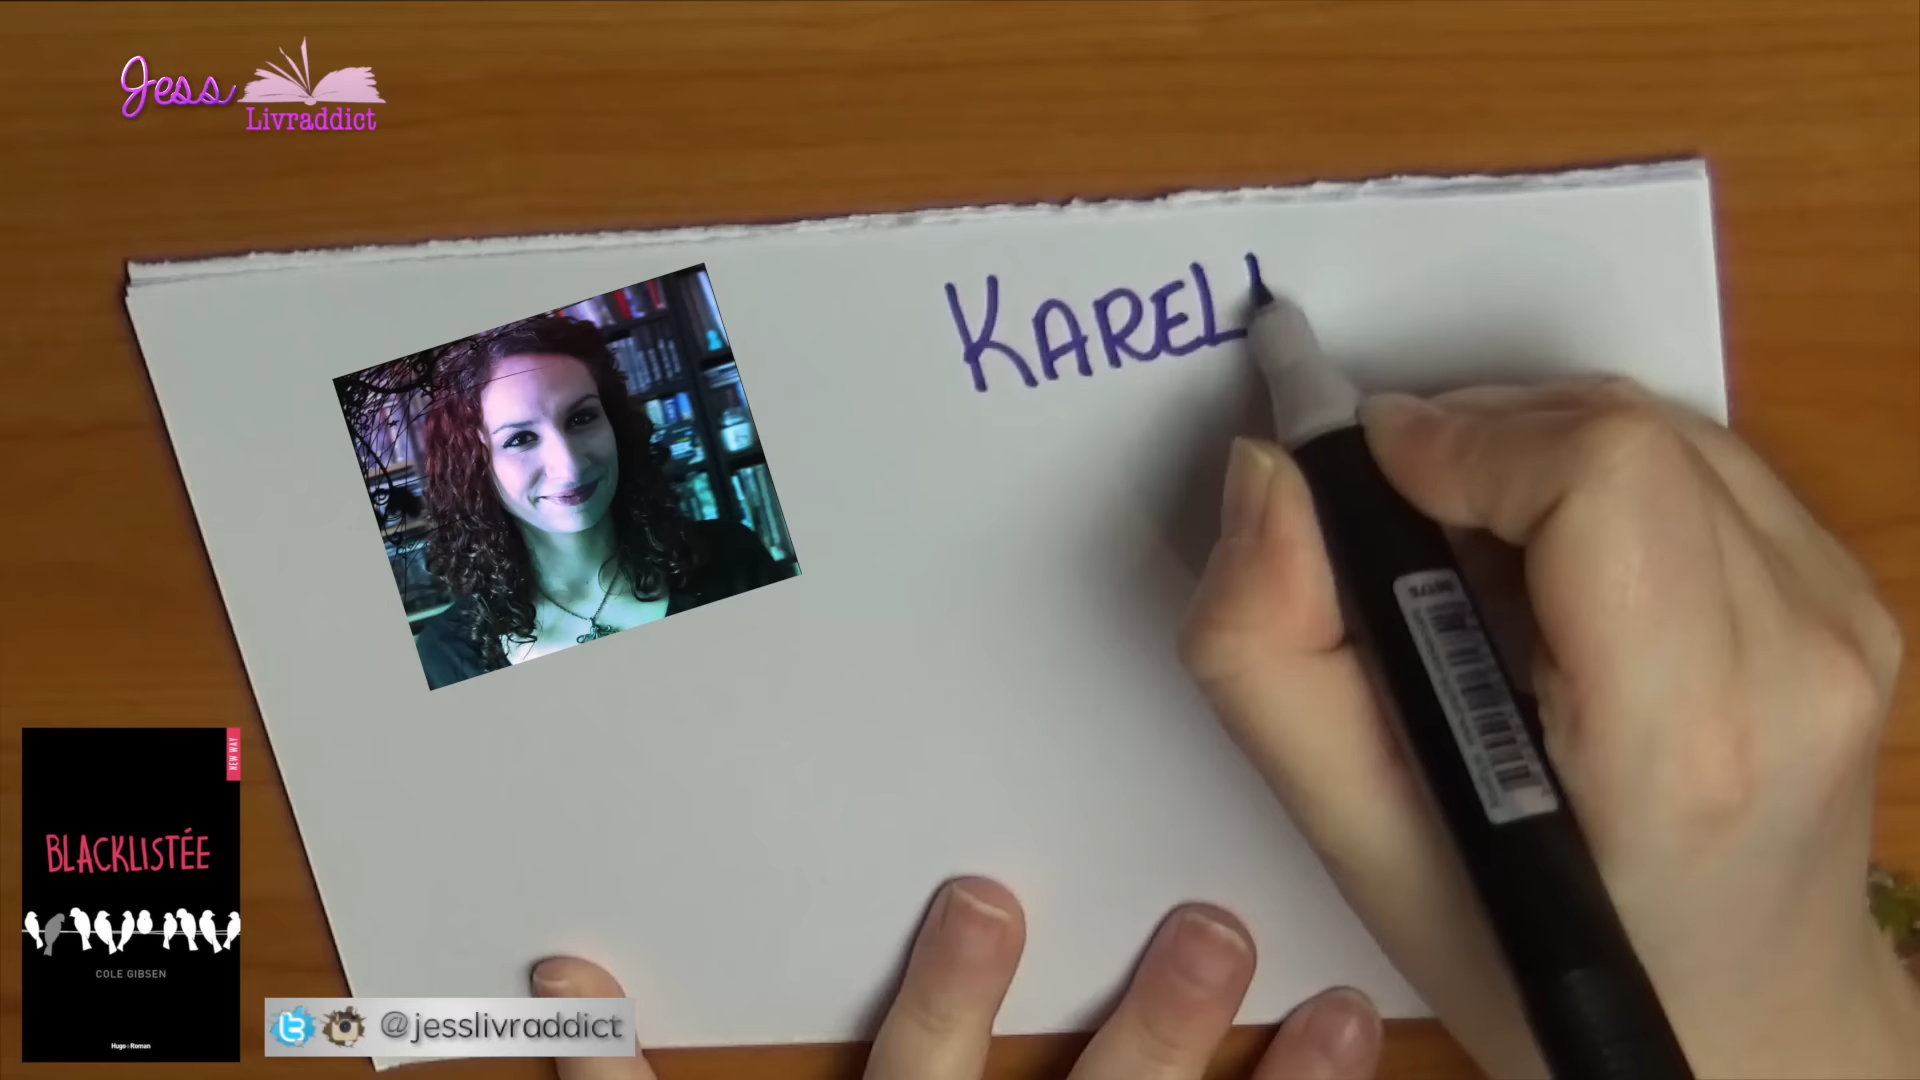 Jess
Livraddict
KAREL
NEW WAY
BLACKLISTÉE
COLE GIBSEN
Hugo Roman
@jesslivraddict